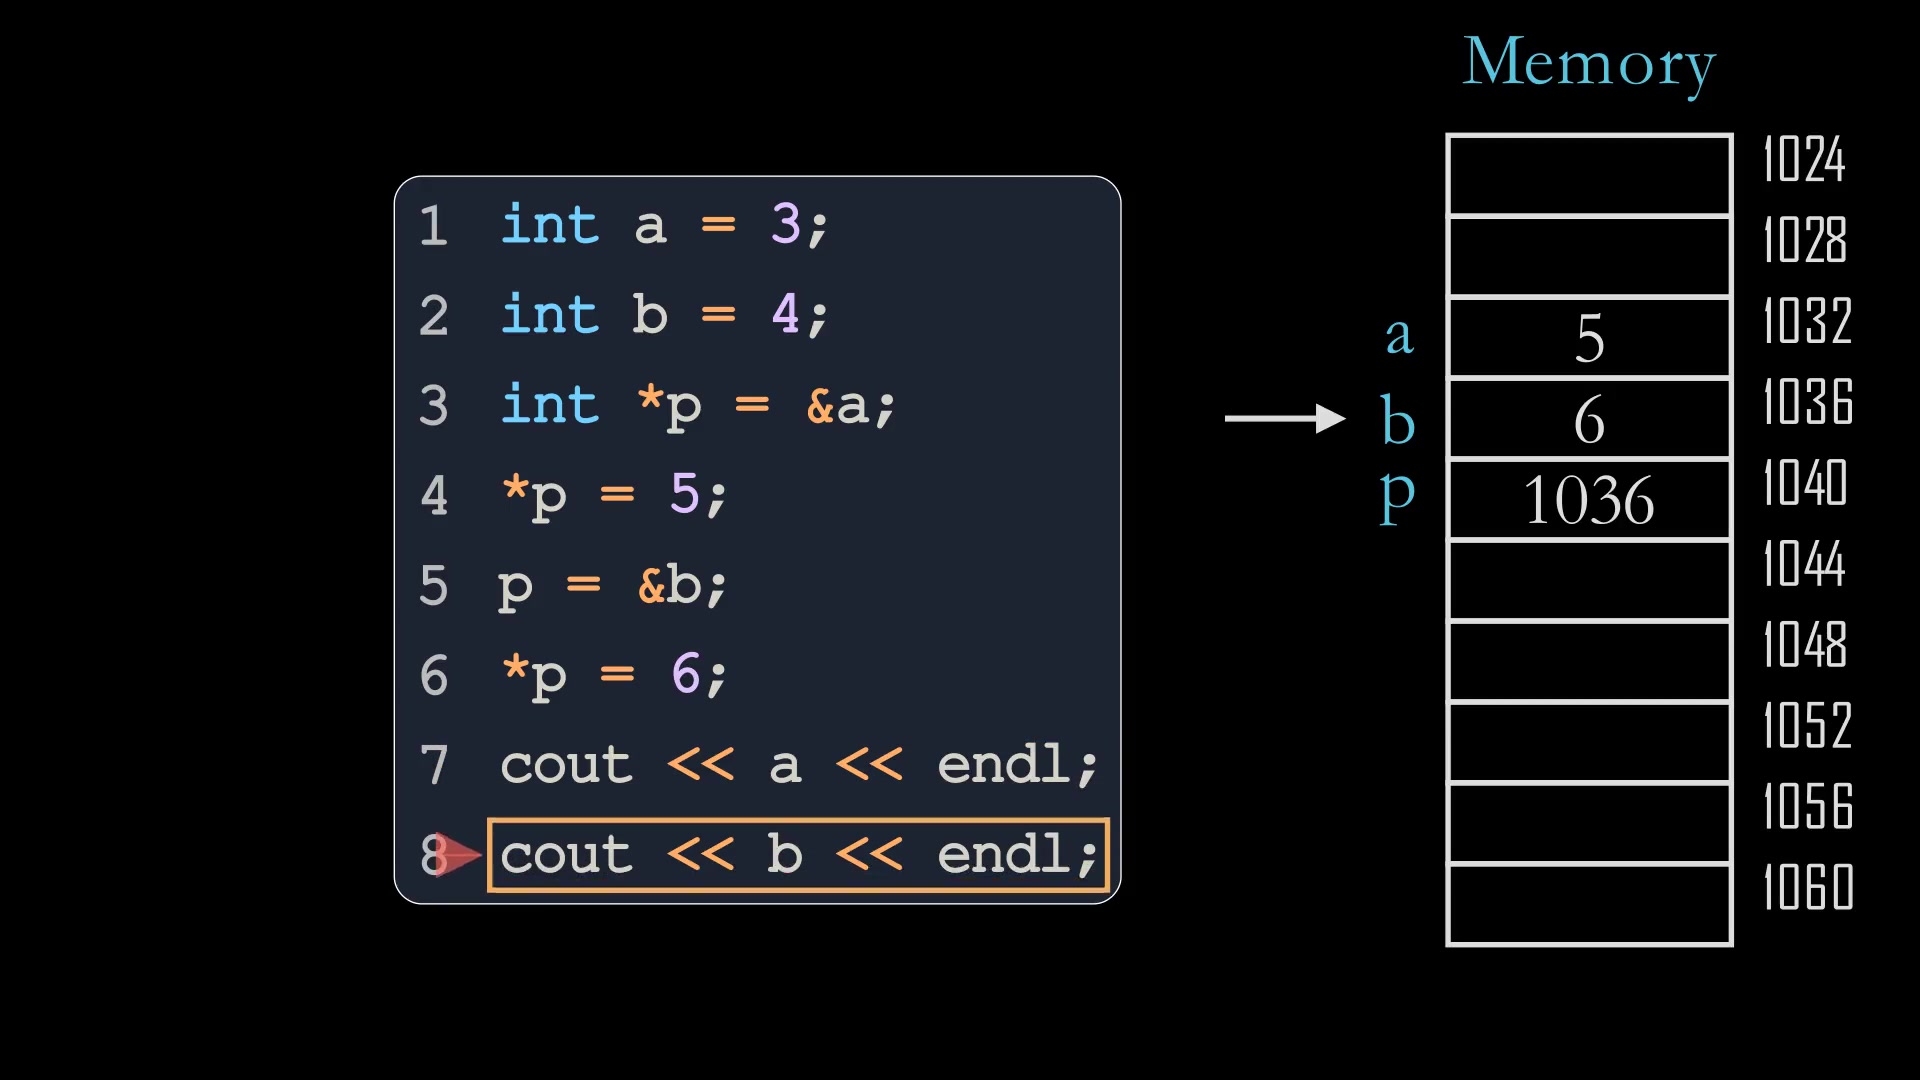 1 int a = 3;
2 int b = 4;
3 int *p = &a;
4 *p = 5;
5 p = &b;
6 *p = 6;
7 cout << a << endl;
8 cout << b << endl;
Memory
1024
1028
a 5 1032
b 6 1036
p 1036 1040
1044
1048
1052
1056
1060